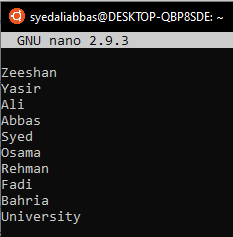 syedaliabbas@DESKTOP-QBP8SDE: ~
GNU nano 2.9.3
Zeeshan
Yasir
Ali
Abbas
Syed
Osama
Rehman
Fadi
Bahria
University